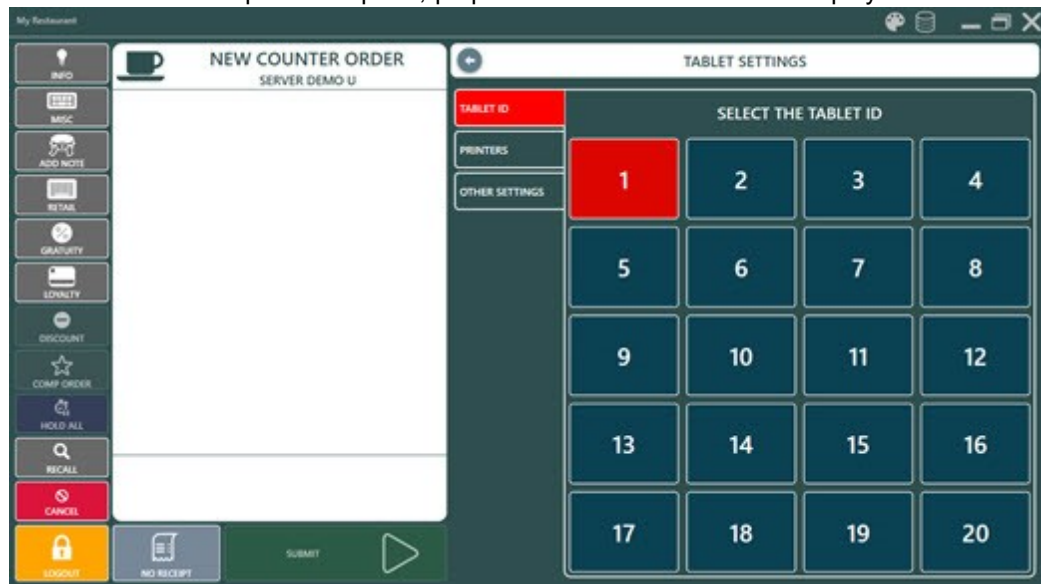 My Restaurant
INFO
MISC
ADD NOTE
RETAIL
GRATUITY
LOYALTY
DISCOUNT
COMP ORDER
HOLD ALL
RECALL
CANCEL
LOGOUT
NEW COUNTER ORDER
SERVER DEMO U
NO RECEIPT
SUBMIT
TABLET SETTINGS
TABLET ID
PRINTERS
OTHER SETTINGS
SELECT THE TABLET ID
1 2 3 4
5 6 7 8
9 10 11 12
13 14 15 16
17 18 19 20